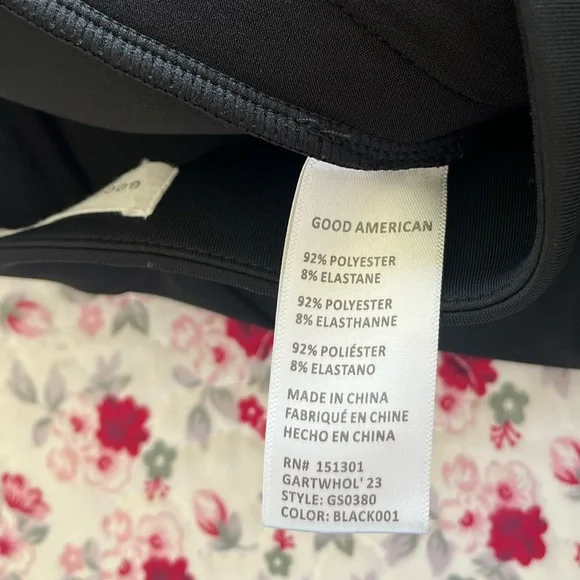 GOOD AMERICAN
92% POLYESTER
8% ELASTANE
92% POLYESTER
8% ELASTHANNE
92% POLIÉSTER
8% ELASTANO
MADE IN CHINA
FABRIQUÉ EN CHINE
HECHO EN CHINA
RN# 151301
GARTWHOL' 23
STYLE: GS0380
COLOR: BLACK001